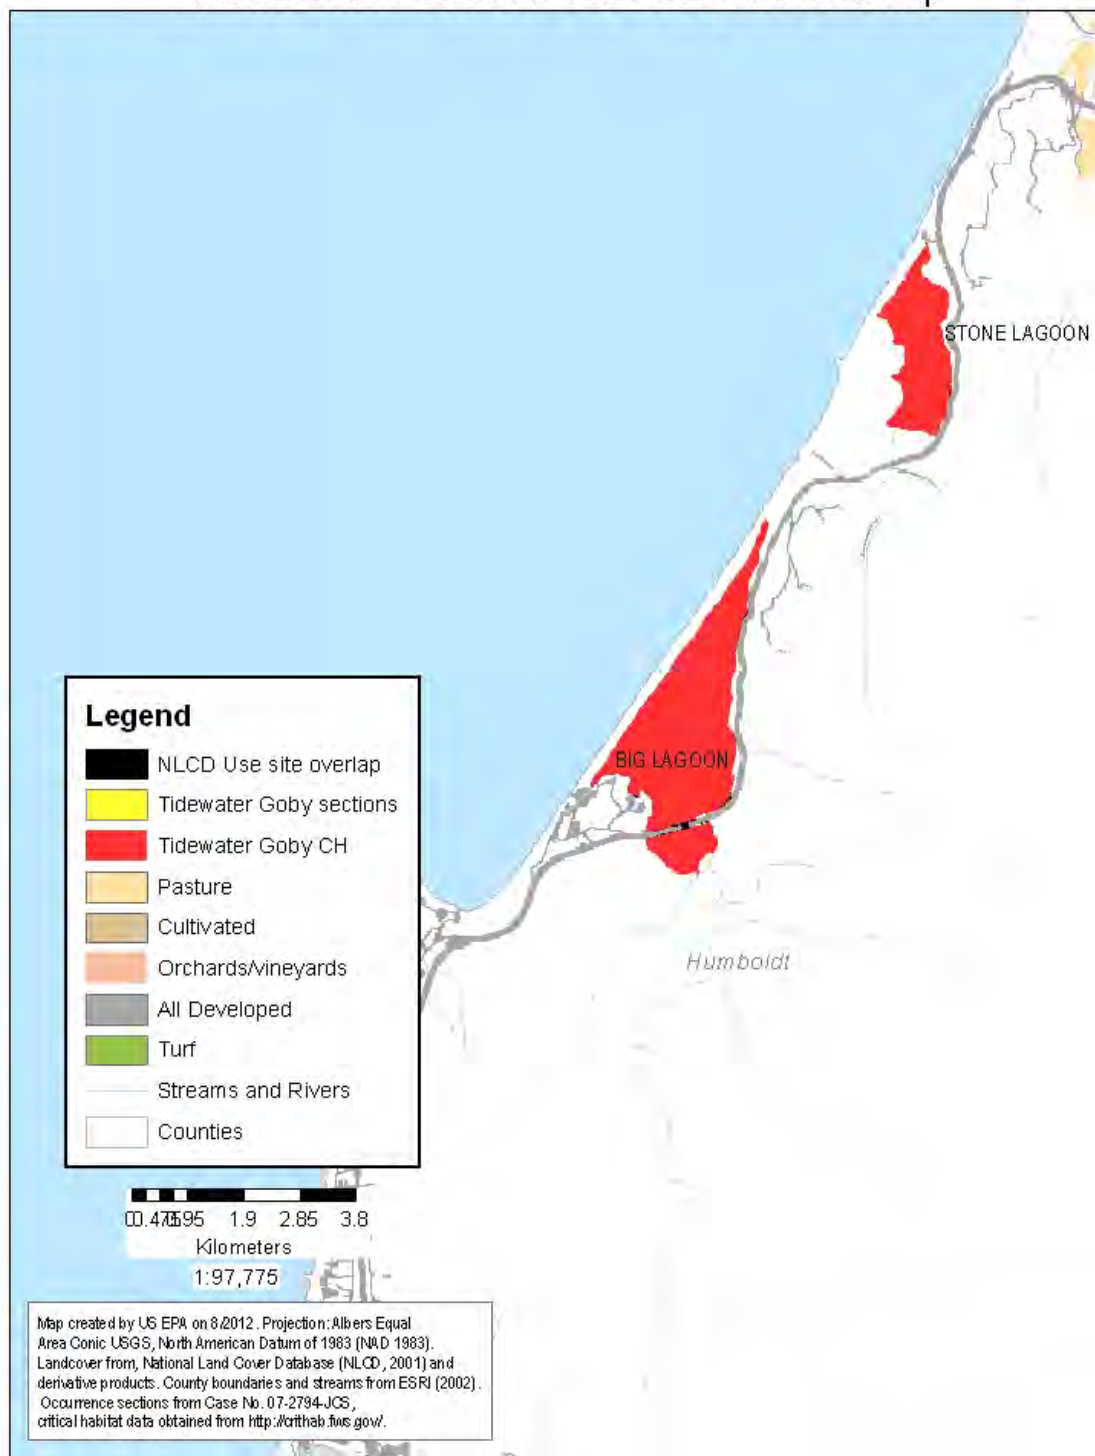 STONE LAGOON
BIG LAGOON
Humboldt
Legend
NLCD Use site overlap
Tidewater Goby sections
Tidewater Goby CH
Pasture
Cultivated
Orchards/vineyards
All Developed
Turf
Streams and Rivers
Counties
1.9 2.85 3.8
Kilometers
1:97,775
Map created by US EPA on 8/2012. Projection: Albers Equal
Area Conic USGS, North American Datum of 1983 (NAD 1983).
Landcover from, National Land Cover Database (NLCD, 2001) and
derivative products. County boundaries and streams from ESRI (2002).
Occurrence sections from Case No. 07-2794-JCS,
critical habitat data obtained from http://crithab.fws.gov/.